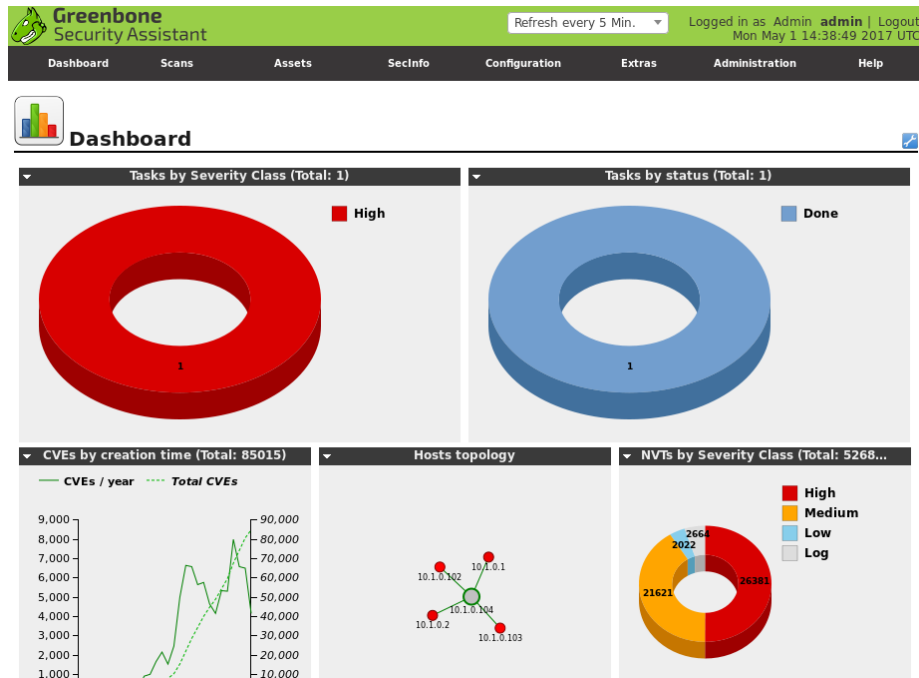 Greenbone
Security Assistant
Refresh every 5 Min.
Logged in as Admin admin | Logout
Mon May 1 14:38:49 2017 UTC
Dashboard Scans Assets SecInfo Configuration Extras Administration Help
Dashboard
Tasks by Severity Class (Total: 1)
High
1
Tasks by status (Total: 1)
Done
1
CVEs by creation time (Total: 85015)
CVEs / year Total CVEs
9,000 90,000
8,000 80,000
7,000 70,000
6,000 60,000
5,000 50,000
4,000 40,000
3,000 30,000
2,000 20,000
1,000 10,000
Hosts topology
10.1.0.1
10.1.0.102
10.1.0.104
10.1.0.2
10.1.0.103
NVTs by Severity Class (Total: 5268...
High
Medium
Low
Log
2664
2022
26381
21621